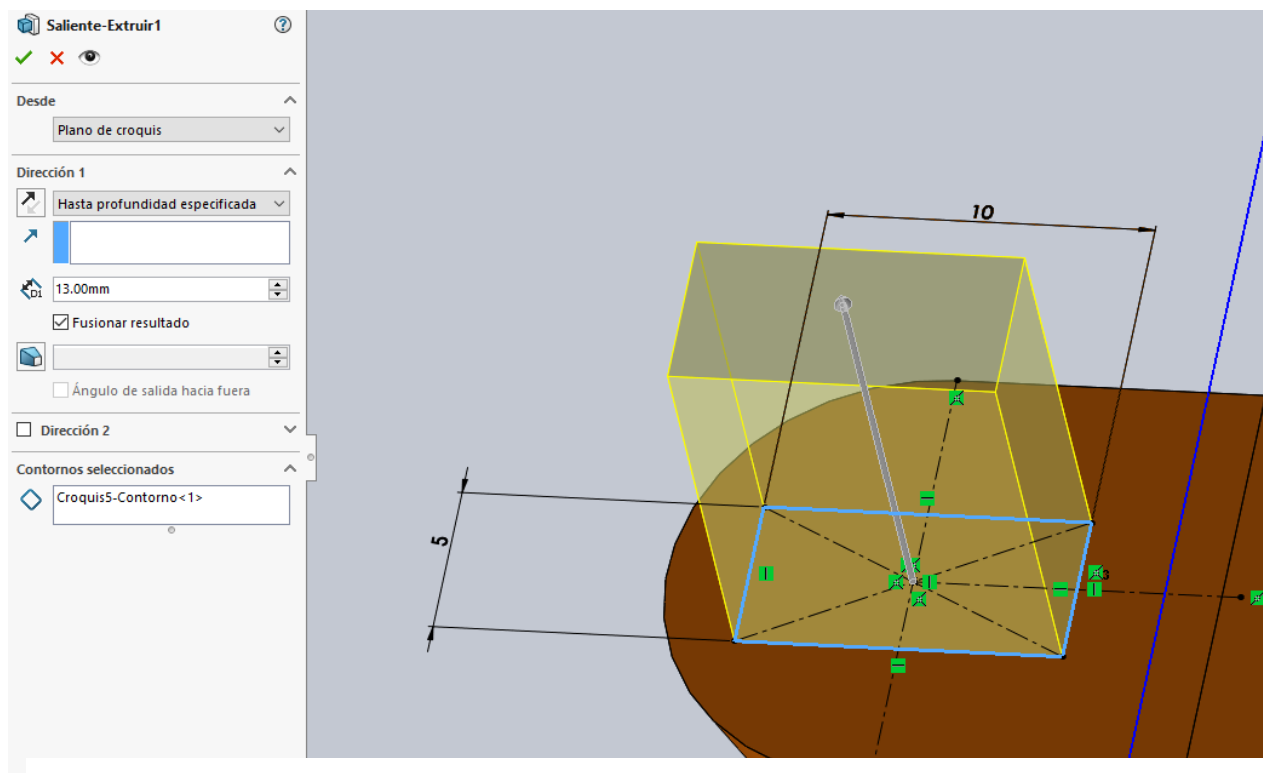 Saliente-Extruir1
Desde
Plano de croquis
Dirección 1
Hasta profundidad especificada
D1
13.00mm
Fusionar resultado
Ángulo de salida hacia fuera
Dirección 2
Contornos seleccionados
Croquis5-Contorno<1>
10
5